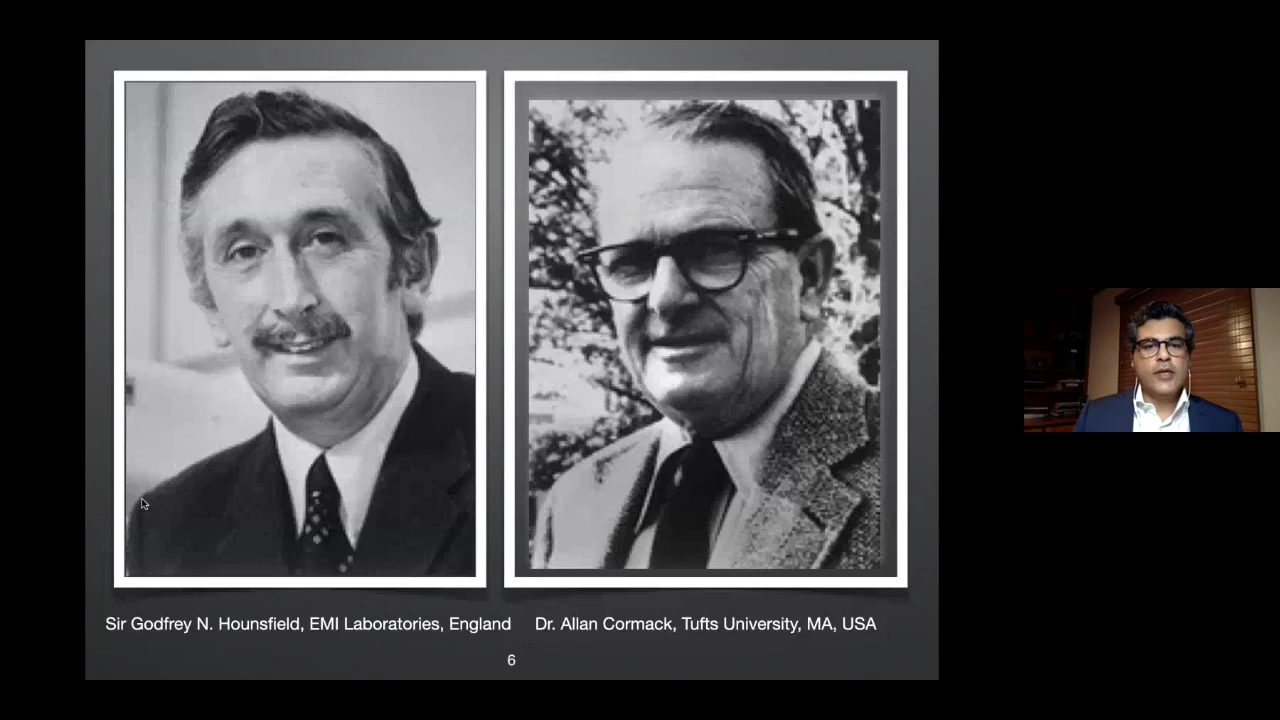 Sir Godfrey N. Hounsfield, EMI Laboratories, England
Dr. Allan Cormack, Tufts University, MA, USA
6